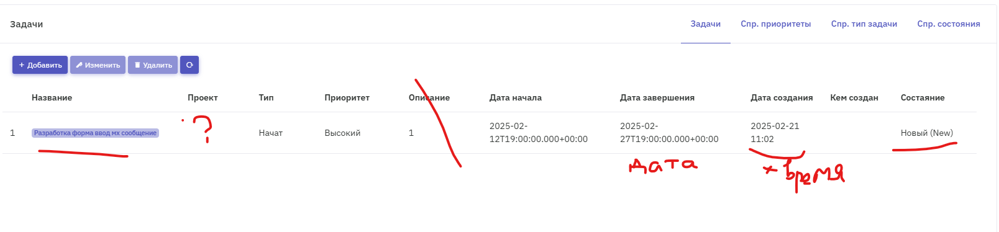 Задачи
Задачи Спр. приоритеты Спр. тип задачи Спр. состояния
+ Добавить Изменить Удалить
Название Проект Тип Приоритет Описание Дата начала Дата завершения Дата создания Кем создан Состаяние
1 Разработка форма ввод мх сообщение ? Начат Высокий 1 2025-02-12T19:00:00.000+00:00 2025-02-27T19:00:00.000+00:00 2025-02-21 11:02 Новый (New)
дата + время